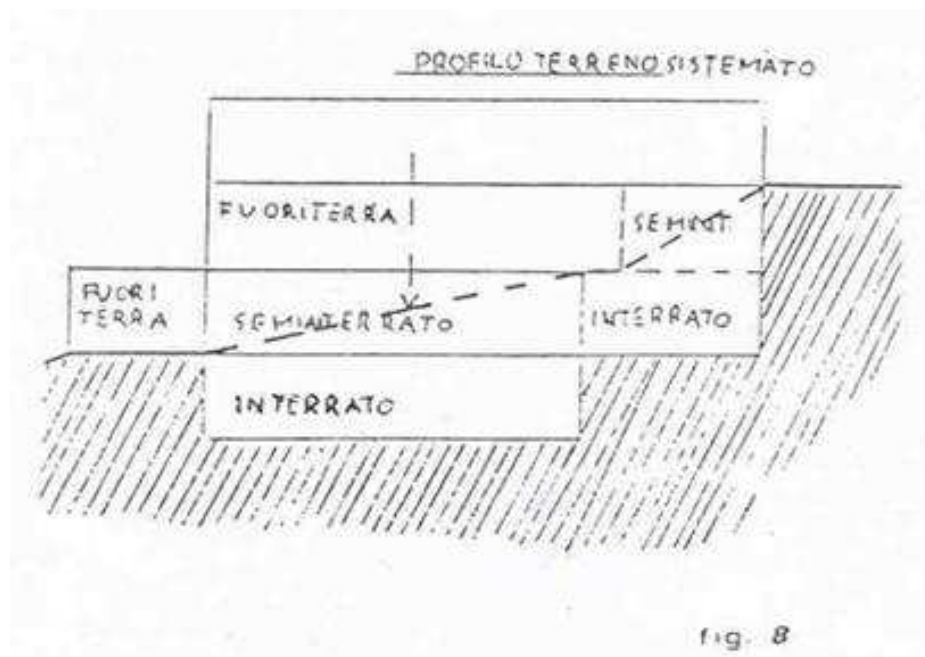 PROFILO TERRENO SISTEMATO
FUORITERRA
SEMINT.
FUORI
TERRA
SEMINTERRATO
INTERRATO
INTERRATO
fig. 8